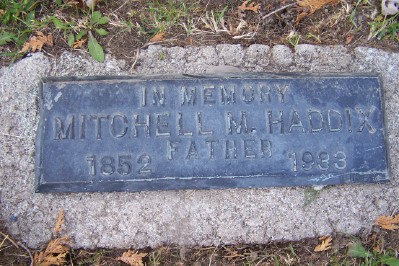 IN MEMORY
MITCHELL M. HADDIX
FATHER
1852 1933